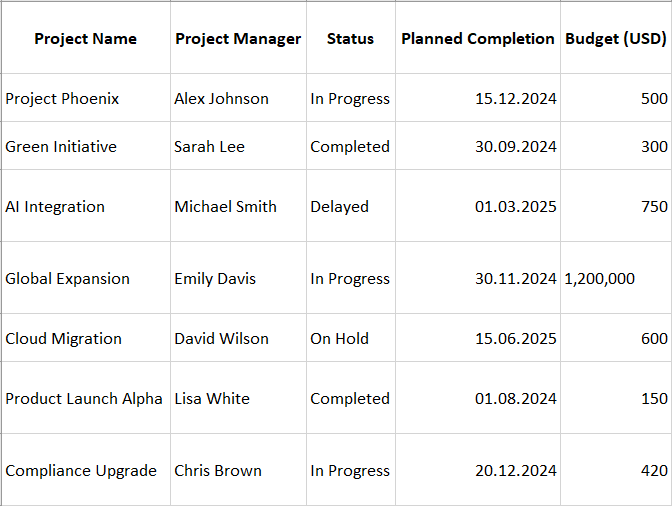 Project Name Project Manager Status Planned Completion Budget (USD)
Project Phoenix Alex Johnson In Progress 15.12.2024 500
Green Initiative Sarah Lee Completed 30.09.2024 300
AI Integration Michael Smith Delayed 01.03.2025 750
Global Expansion Emily Davis In Progress 30.11.2024 1,200,000
Cloud Migration David Wilson On Hold 15.06.2025 600
Product Launch Alpha Lisa White Completed 01.08.2024 150
Compliance Upgrade Chris Brown In Progress 20.12.2024 420